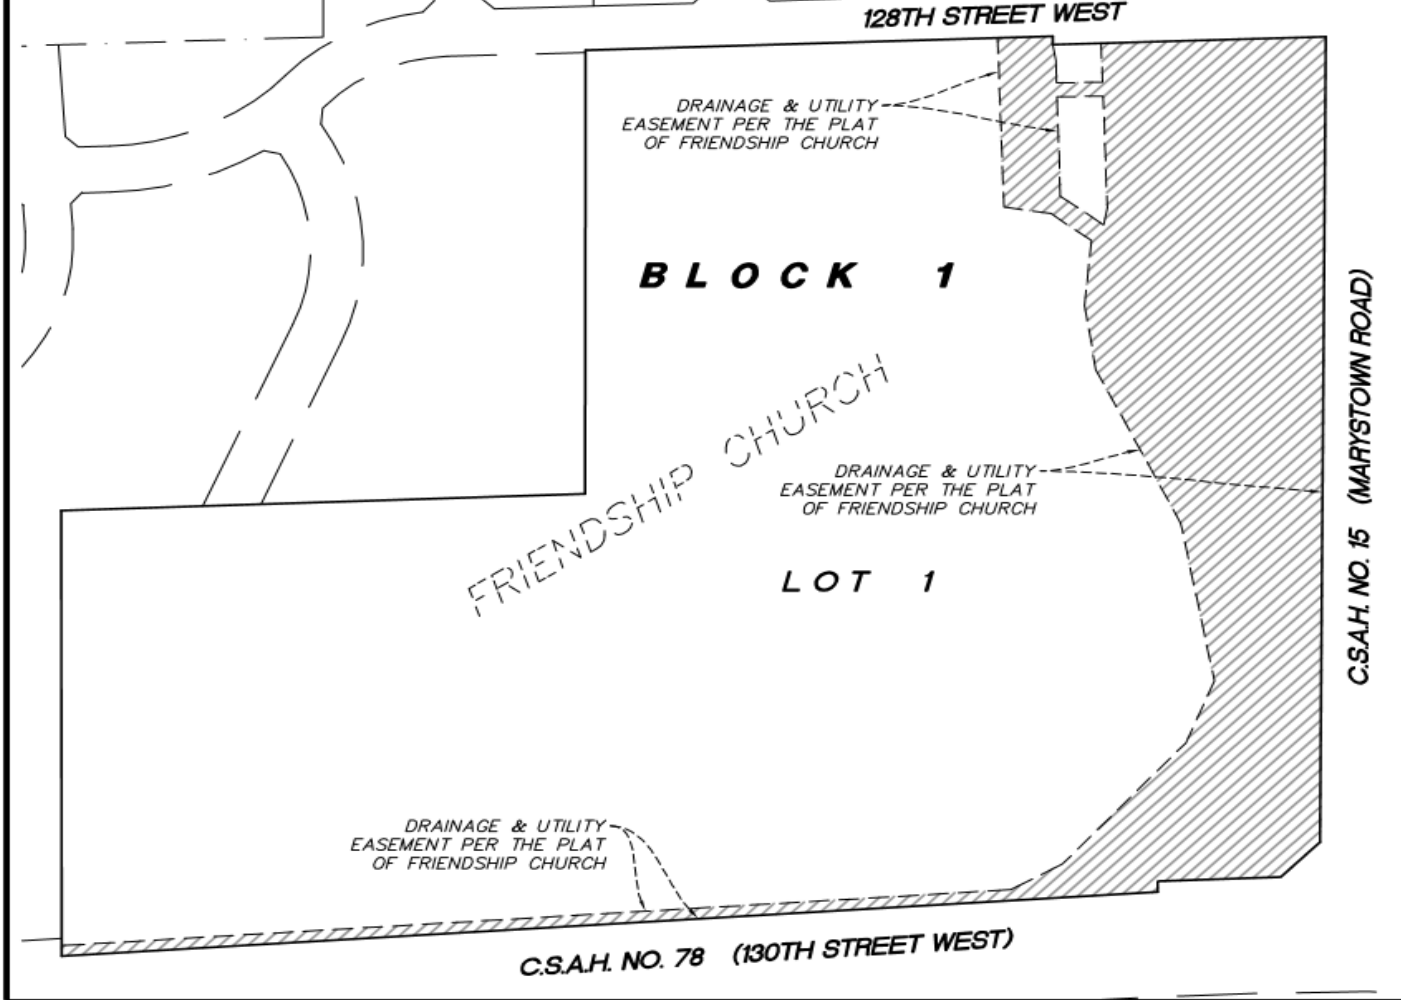 128TH STREET WEST
DRAINAGE & UTILITY
EASEMENT PER THE PLAT
OF FRIENDSHIP CHURCH
BLOCK 1
FRIENDSHIP CHURCH
DRAINAGE & UTILITY
EASEMENT PER THE PLAT
OF FRIENDSHIP CHURCH
C.S.A.H. NO. 15 (MARYSTOWN ROAD)
LOT 1
DRAINAGE & UTILITY
EASEMENT PER THE PLAT
OF FRIENDSHIP CHURCH
C.S.A.H. NO. 78 (130TH STREET WEST)